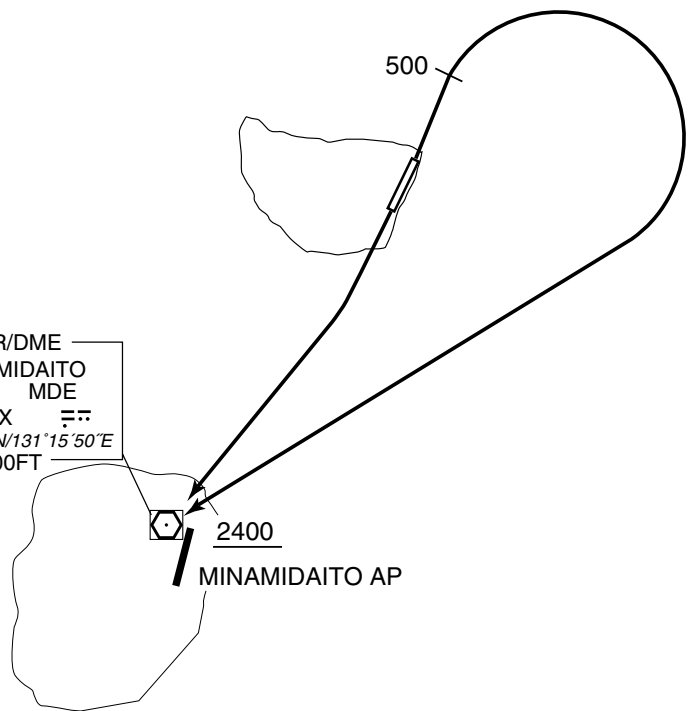 500
R/DME
MIDAITO
MDE
X
N/131°15´50˝E
00FT
2400
MINAMIDAITO AP